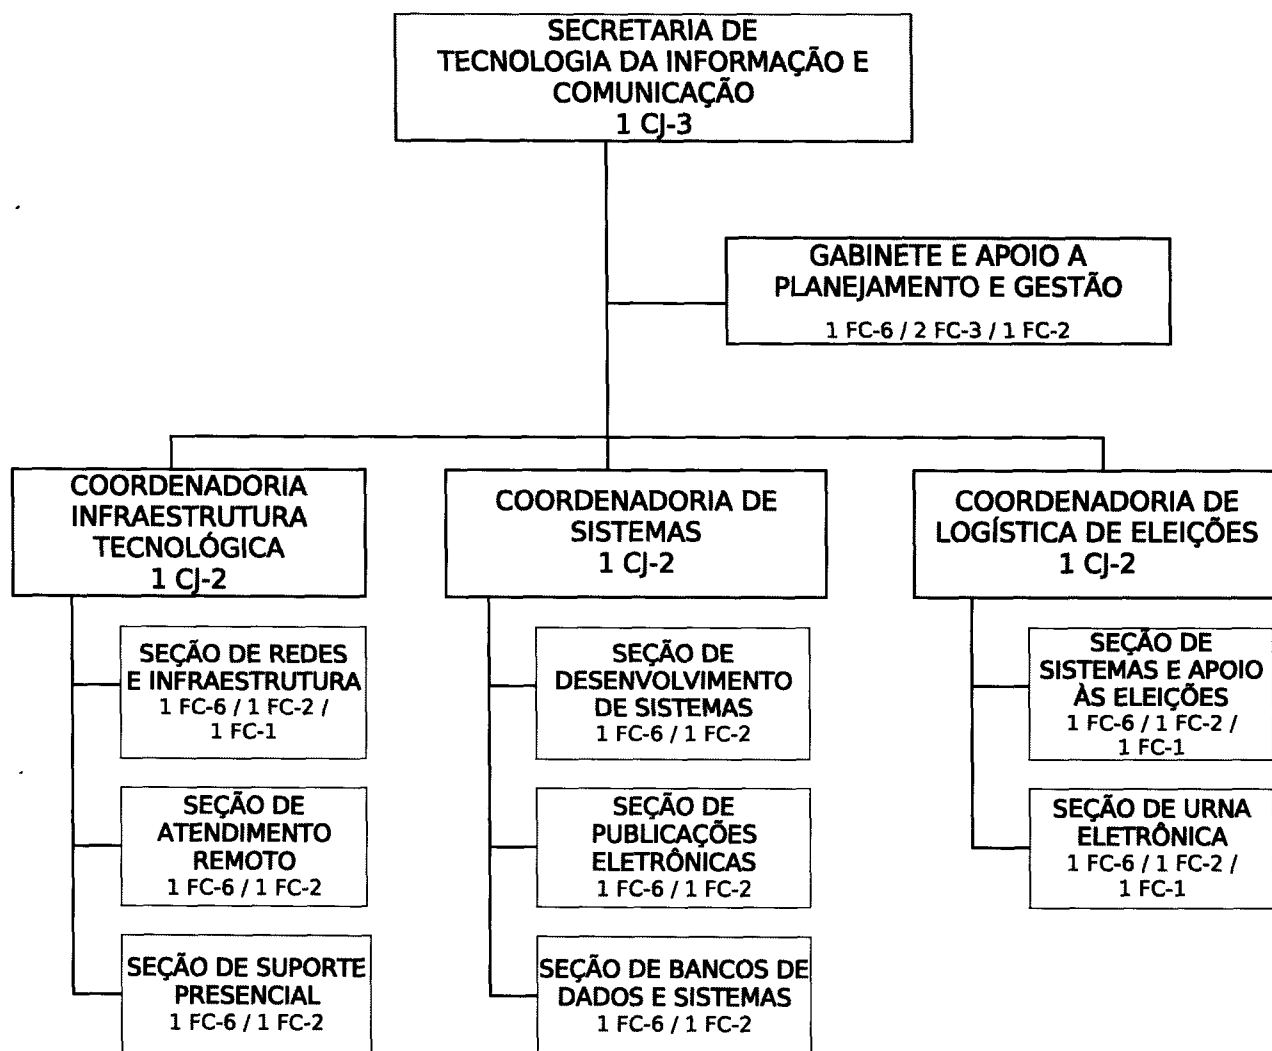 SECRETARIA DE
TECNOLOGIA DA INFORMAÇÃO E
COMUNICAÇÃO
1 CJ-3
GABINETE E APOIO A
PLANEJAMENTO E GESTÃO
1 FC-6 / 2 FC-3 / 1 FC-2
COORDENADORIA
INFRAESTRUTURA
TECNOLÓGICA
1 CJ-2
SEÇÃO DE REDES
E INFRAESTRUTURA
1 FC-6 / 1 FC-2 /
1 FC-1
SEÇÃO DE
ATENDIMENTO
REMOTO
1 FC-6 / 1 FC-2
SEÇÃO DE SUPORTE
PRESENCIAL
1 FC-6 / 1 FC-2
COORDENADORIA DE
SISTEMAS
1 CJ-2
SEÇÃO DE
DESENVOLVIMENTO
DE SISTEMAS
1 FC-6 / 1 FC-2
SEÇÃO DE
PUBLICAÇÕES
ELETRÔNICAS
1 FC-6 / 1 FC-2
SEÇÃO DE BANCOS DE
DADOS E SISTEMAS
1 FC-6 / 1 FC-2
COORDENADORIA DE
LOGÍSTICA DE ELEIÇÕES
1 CJ-2
SEÇÃO DE
SISTEMAS E APOIO
ÀS ELEIÇÕES
1 FC-6 / 1 FC-2 /
1 FC-1
SEÇÃO DE URNA
ELETRÔNICA
1 FC-6 / 1 FC-2 /
1 FC-1